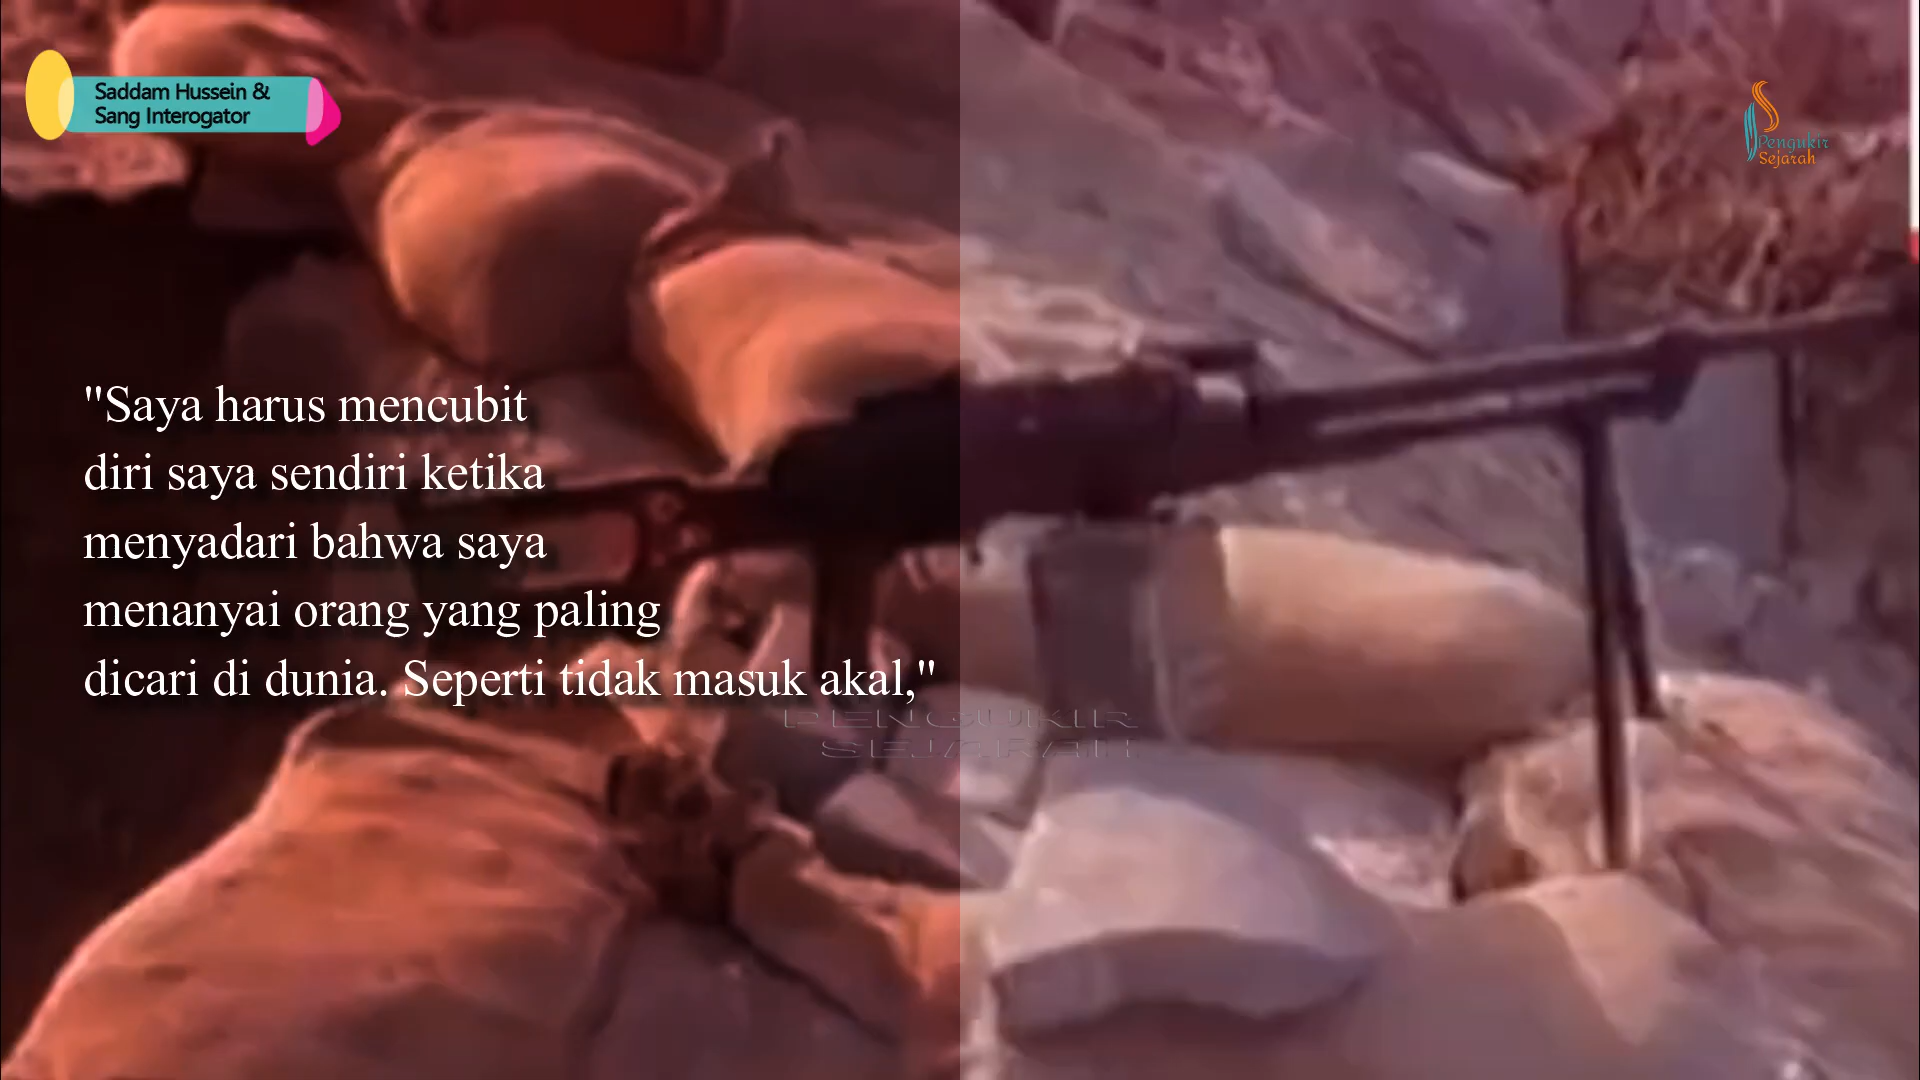 Saddam Hussein &
Sang Interogator
Pengukir
Sejarah
"Saya harus mencubit
diri saya sendiri ketika
menyadari bahwa saya
menanyai orang yang paling
dicari di dunia. Seperti tidak masuk akal,"
PENGUKIR
SEJARAH